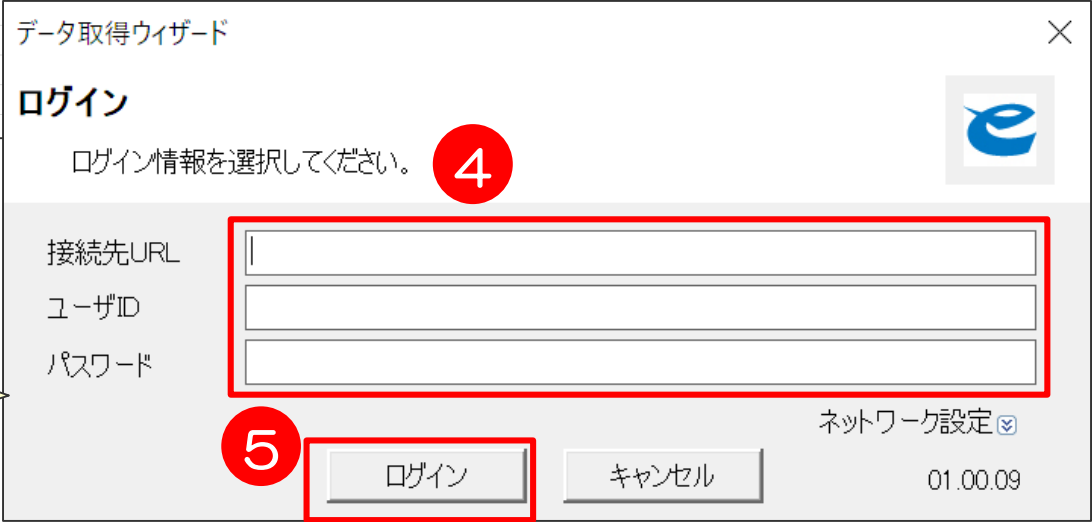 データ取得ウィザード
ログイン
ログイン情報を選択してください。
4
接続先URL
ユーザID
パスワード
ネットワーク設定
5
ログイン
キャンセル
01.00.09